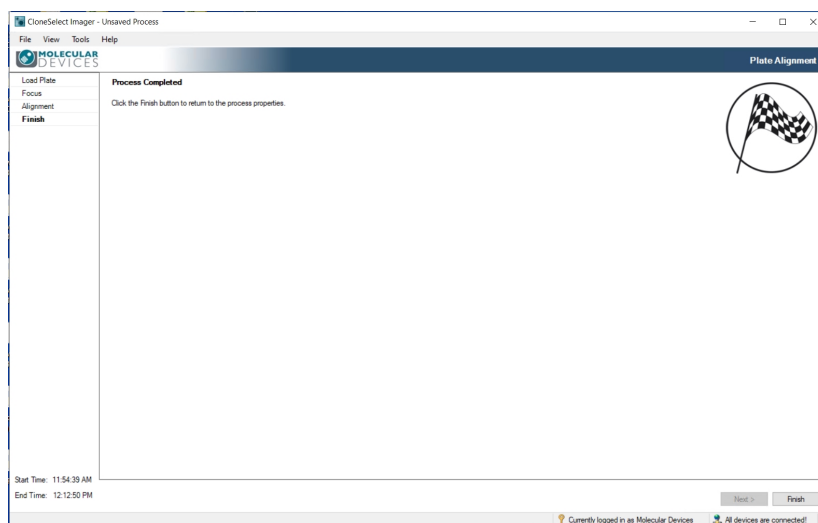 CloneSelect Imager - Unsaved Process
File View Tools Help
MOLECULAR
DEVICES
Plate Alignment
Load Plate
Focus
Alignment
Finish
Process Completed
Click the Finish button to return to the process properties.
Start Time: 11:54:39 AM
End Time: 12:12:50 PM
Next > Finish
Currently logged in as Molecular Devices All devices are connected!